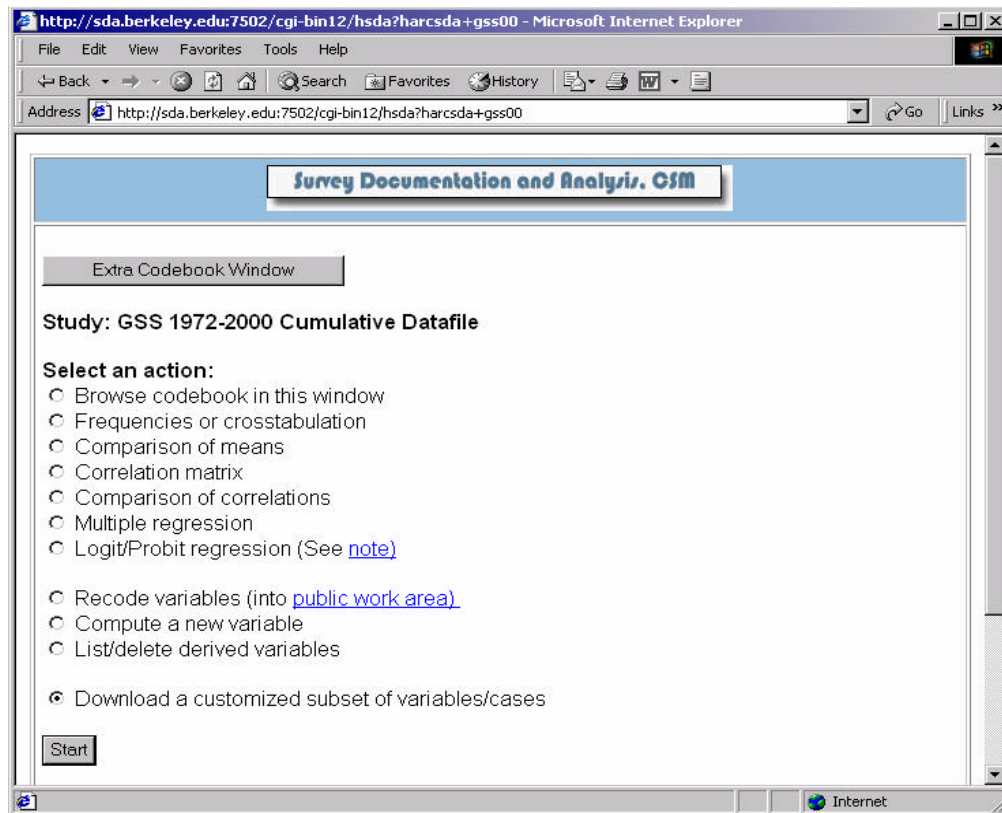 http://sda.berkeley.edu:7502/cgi-bin12/hsda?harcsda+gss00 - Microsoft Internet Explorer
File Edit View Favorites Tools Help
Back Search Favorites History
Address http://sda.berkeley.edu:7502/cgi-bin12/hsda?harcsda+gss00 Go Links »
Survey Documentation and Analysis. CSM
Extra Codebook Window
Study: GSS 1972-2000 Cumulative Datafile
Select an action:
Browse codebook in this window
Frequencies or crosstabulation
Comparison of means
Correlation matrix
Comparison of correlations
Multiple regression
Logit/Probit regression (See note)
Recode variables (into public work area)
Compute a new variable
List/delete derived variables
Download a customized subset of variables/cases
Start
Internet